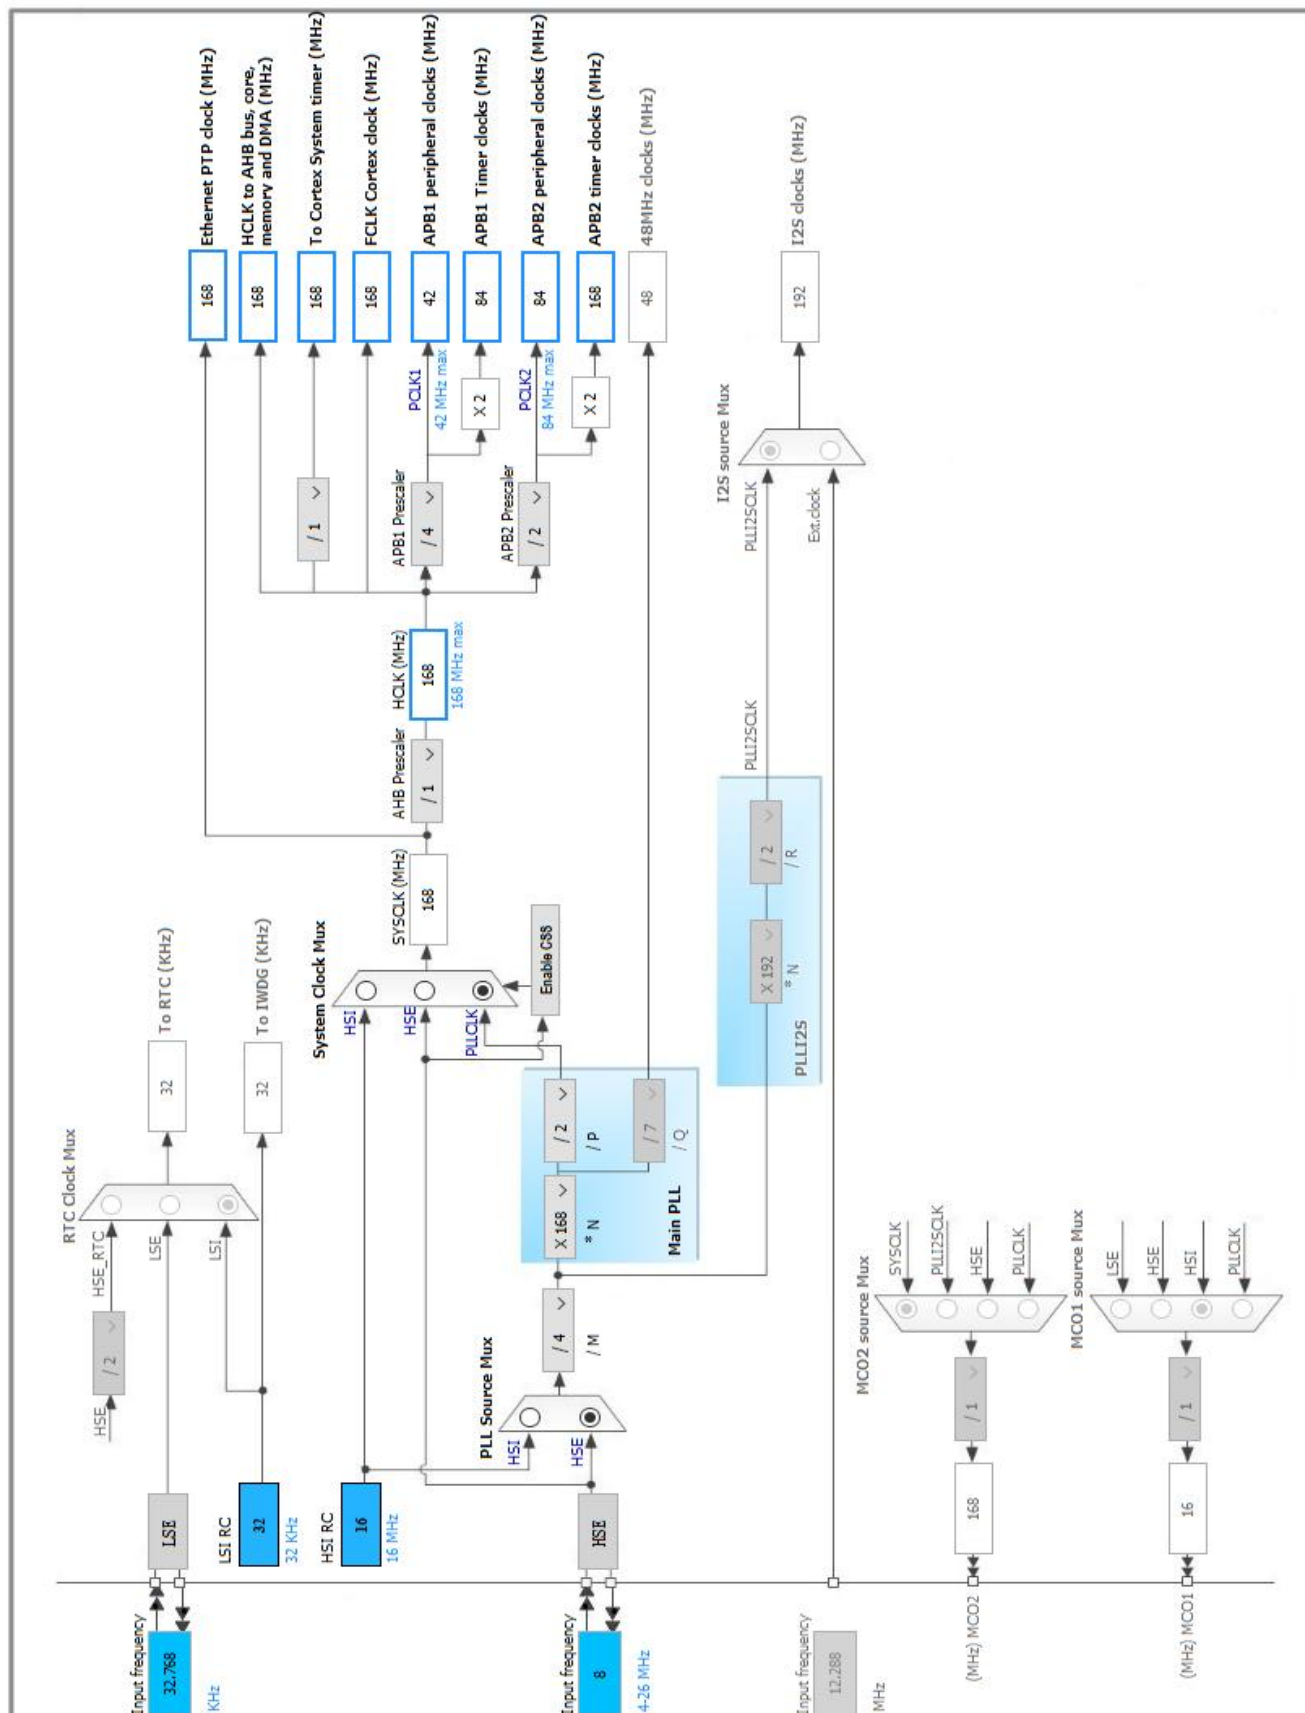 Input frequency
32.768
KHz
LSE
HSE
/ 2
HSE_RTC
LSE
LSI
RTC Clock Mux
32
To RTC (KHz)
LSI RC
32
32 KHz
32
To IWDG (KHz)
HSI RC
16
16 MHz
System Clock Mux
HSI
HSE
PLLCLK
Enable CSS
SYSCLK (MHz)
168
AHB Prescaler
/ 1
HCLK (MHz)
168
168 MHz max
168
Ethernet PTP clock (MHz)
168
HCLK to AHB bus, core,
memory and DMA (MHz)
/ 1
168
To Cortex System timer (MHz)
168
FCLK Cortex clock (MHz)
APB1 Prescaler
/ 4
PCLK1
42 MHz max
42
APB1 peripheral clocks (MHz)
X 2
84
APB1 Timer clocks (MHz)
APB2 Prescaler
/ 2
PCLK2
84 MHz max
84
APB2 peripheral clocks (MHz)
X 2
168
APB2 timer clocks (MHz)
48
48MHz clocks (MHz)
Input frequency
8
4-26 MHz
HSE
PLL Source Mux
HSI
HSE
/ 4
/ M
X 168
* N
/ 2
/ P
/ 7
/ Q
Main PLL
X 192
* N
/ 2
/ R
PLLI2S
PLLI2SCLK
I2S source Mux
PLLI2SCLK
Ext.clock
192
I2S clocks (MHz)
Input frequency
12.288
MHz
MCO2 source Mux
(MHz) MCO2
168
/ 1
SYSCLK
PLLI2SCLK
HSE
PLLCLK
MCO1 source Mux
(MHz) MCO1
16
/ 1
LSE
HSE
HSI
PLLCLK